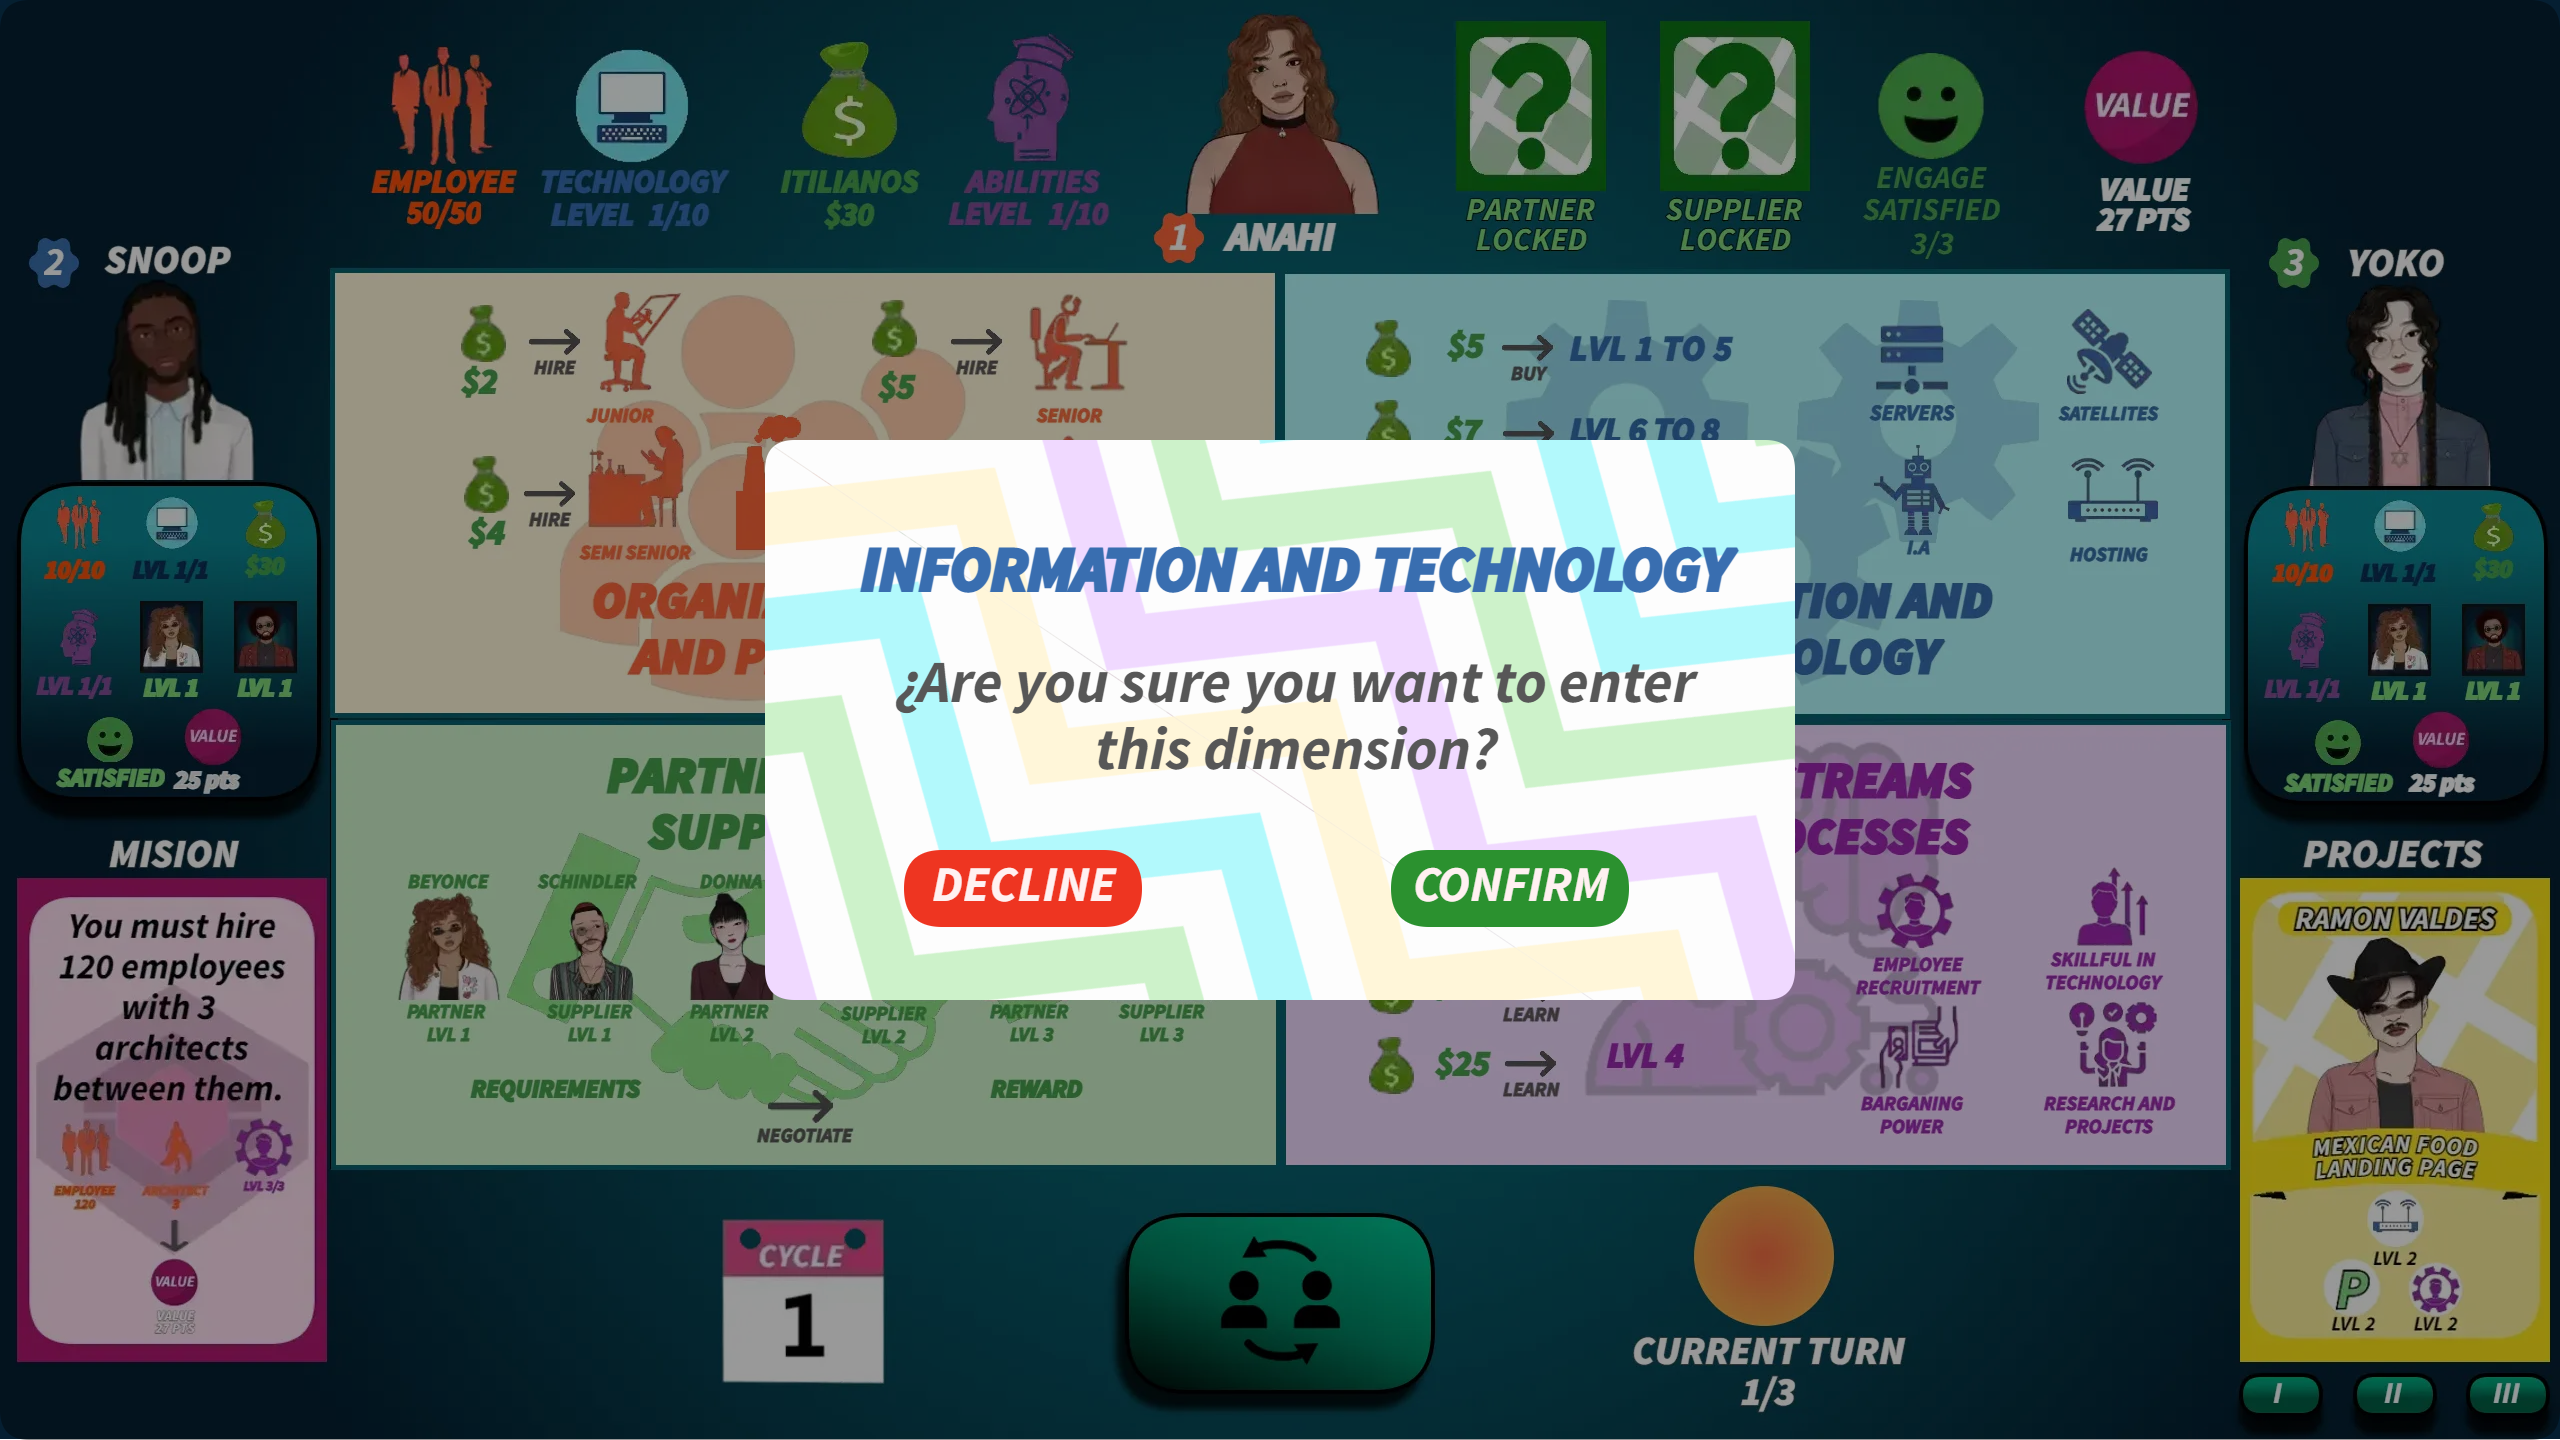 EMPLOYEE
50/50
TECHNOLOGY
LEVEL 1/10
$
ITILIANOS
$30
ABILITIES
LEVEL 1/10
1 ANAHI
?
PARTNER
LOCKED
?
SUPPLIER
LOCKED
ENGAGE
SATISFIED
3/3
VALUE
VALUE
27 PTS
2 SNOOP
10/10
LVL 1/1
$
$30
LVL 1/1
LVL 1
LVL 1
SATISFIED
VALUE
25 pts
3 YOKO
10/10
LVL 1/1
$
$30
LVL 1/1
LVL 1
LVL 1
SATISFIED
VALUE
25 pts
$
$2
HIRE
JUNIOR
$
$5
HIRE
SENIOR
$
$4
HIRE
SEMI SENIOR
ORGANI
AND P
$
$5
BUY
LVL 1 TO 5
$7
LVL 6 TO 8
SERVERS
SATELLITES
I.A
HOSTING
TION AND
OLOGY
INFORMATION AND TECHNOLOGY
¿Are you sure you want to enter
this dimension?
DECLINE
CONFIRM
PARTN
SUPP
BEYONCE
SCHINDLER
DONNA
PARTNER
LVL 1
SUPPLIER
LVL 1
PARTNER
LVL 2
SUPPLIER
LVL 2
PARTNER
LVL 3
SUPPLIER
LVL 3
REQUIREMENTS
NEGOTIATE
REWARD
TREAMS
OCESSES
LEARN
$
$25
LEARN
LVL 4
EMPLOYEE
RECRUITMENT
SKILLFUL IN
TECHNOLOGY
BARGANING
POWER
RESEARCH AND
PROJECTS
MISION
You must hire
120 employees
with 3
architects
between them.
EMPLOYEE
120
ARCHITECT
3
LVL 3/3
VALUE
VALUE
27 PTS
PROJECTS
RAMON VALDES
MEXICAN FOOD
LANDING PAGE
LVL 2
P
LVL 2
LVL 2
CYCLE
1
CURRENT TURN
1/3
I
II
III